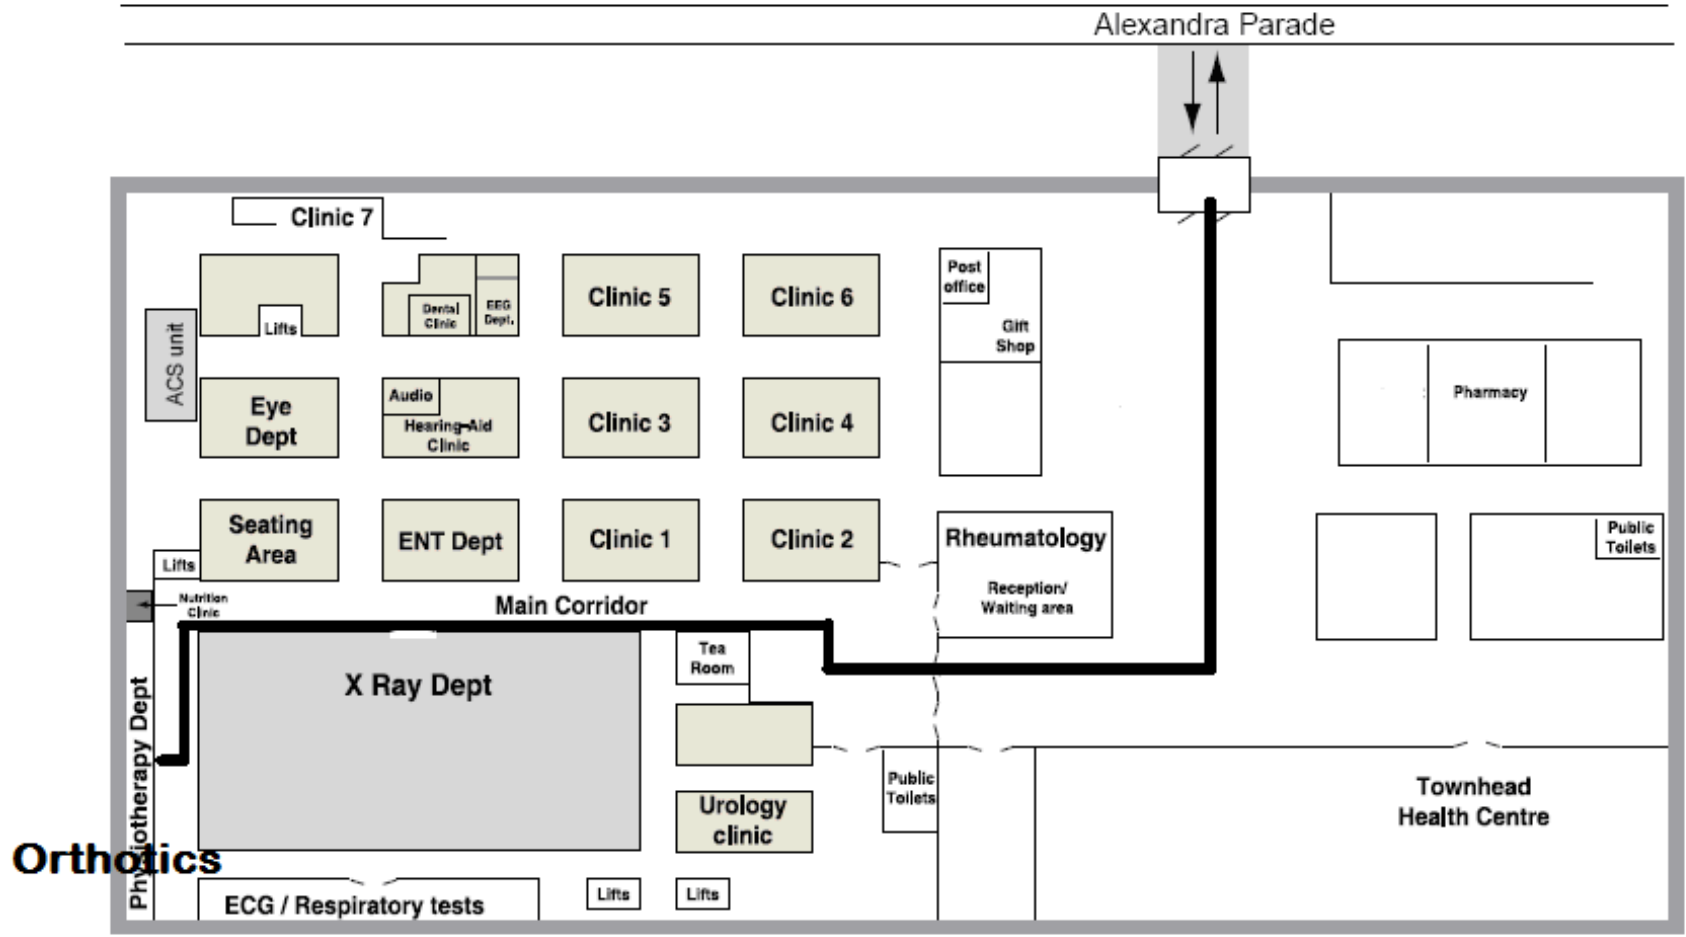 Alexandra Parade
Clinic 7
Lifts
Dental
Clinic
EEG
Dept.
Clinic 5
Clinic 6
Post
office
Gift
Shop
ACS unit
Eye
Dept
Audio
Hearing-Aid
Clinic
Clinic 3
Clinic 4
Pharmacy
Seating
Area
ENT Dept
Clinic 1
Clinic 2
Rheumatology
Reception/
Waiting area
Public
Toilets
Lifts
Nutrition
Clinic
Main Corridor
X Ray Dept
Tea
Room
Physiotherapy Dept
Orthotics
Urology
clinic
Public
Toilets
Townhead
Health Centre
ECG / Respiratory tests
Lifts
Lifts